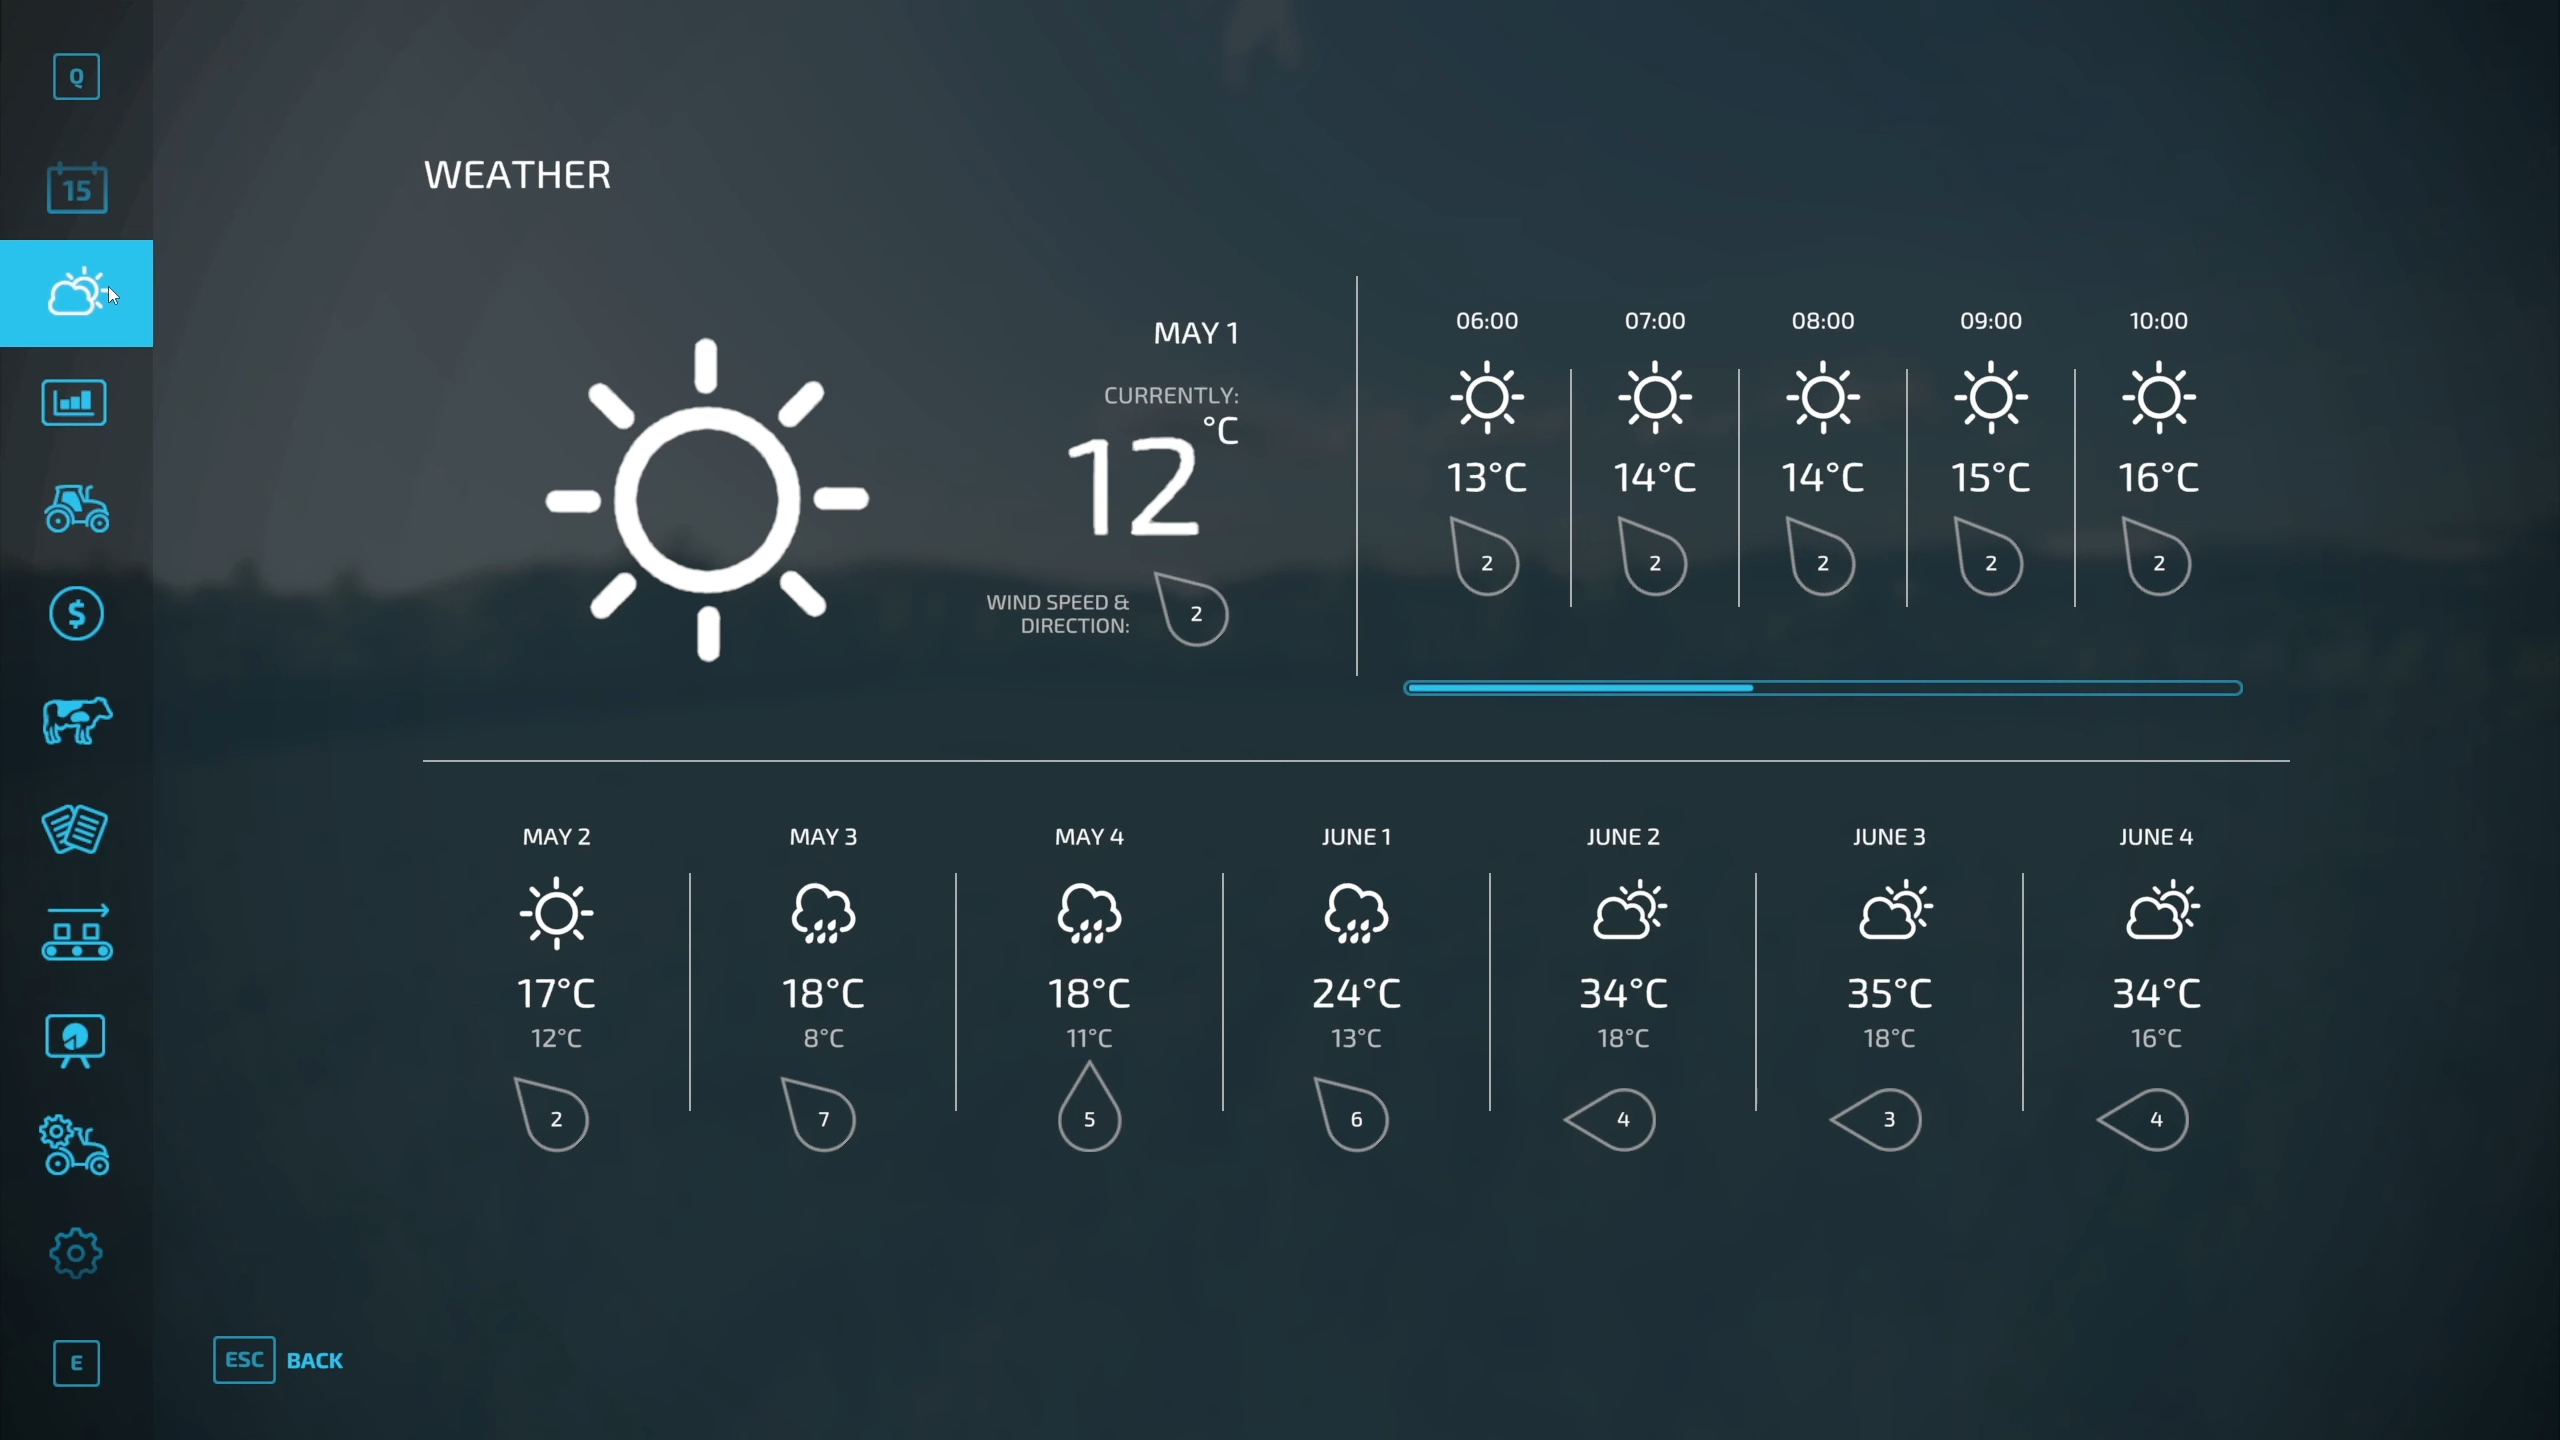 Q
15
WEATHER
MAY 1
CURRENTLY:
12 °C
WIND SPEED &
DIRECTION:
2
06:00 07:00 08:00 09:00 10:00
13°C 14°C 14°C 15°C 16°C
2 2 2 2 2
$
MAY 2 MAY 3 MAY 4 JUNE 1 JUNE 2 JUNE 3 JUNE 4
17°C 18°C 18°C 24°C 34°C 35°C 34°C
12°C 8°C 11°C 13°C 18°C 18°C 16°C
2 7 5 6 4 3 4
E
ESC BACK